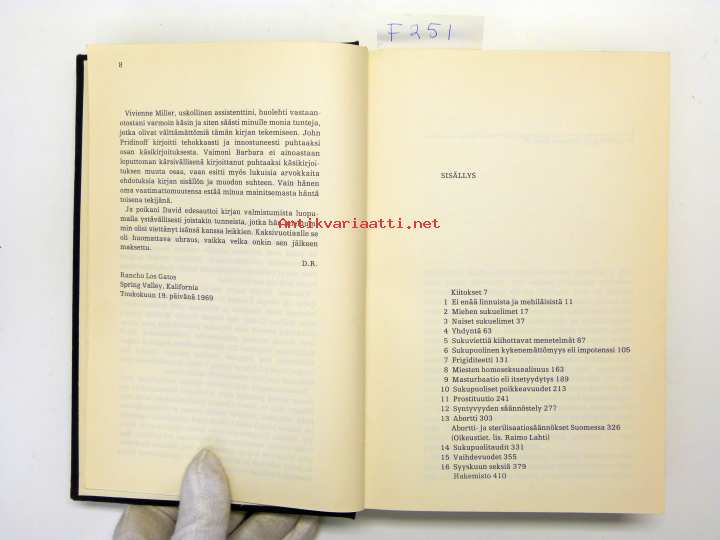 F251
8
Vivienne Miller, uskollinen assistenttini, huolehti vastaan-
otostani varmoin käsin ja siten säästi minulle monia tunteja,
jotka olivat välttämättömiä tämän kirjan tekemiseen. John
Pridinoff kirjoitti tehokkaasti ja innostuneesti puhtaaksi
osan käsikirjoituksesta. Vaimoni Barbara ei ainoastaan
loputtoman kärsivällisenä kirjoittanut puhtaaksi käsikirjoi-
tuksen muuta osaa, vaan esitti myös lukuisia arvokkaita
ehdotuksia kirjan sisällön ja muodon suhteen. Vain hänen
oma vaatimattomuutensa estää minua mainitsemasta häntä
toisena tekijänä.
Ja poikani David edesauttoi kirjan valmistumista luopu-
malla ystävällisesti joistakin tunneista, jotka hän
min olisi viettänyt isänsä kanssa leikkien. Kaksivuotiaalle se
oli huomattava uhraus, vaikka velka onkin sen jälkeen
maksettu.
D.R.
Rancho Los Gatos
Spring Valley, Kalifornia
Toukokuun 19. päivänä 1969
Antikvariaatti.net
SISÄLLYS
Kiitokset 7
1 Ei enää linnuista ja mehiläisistä 11
2 Miehen sukuelimet 17
3 Naiset sukuelimet 37
4 Yhdyntä 63
5 Sukuviettiä kiihottavat menetelmät 87
6 Sukupuolinen kykenemättömyys eli impotenssi 105
7 Frigiditeetti 131
8 Miesten homoseksuaalisuus 163
9 Masturbaatio eli itsetyydytys 189
10 Sukupuoliset poikkeavuudet 213
11 Prostituutio 241
12 Syntyvyyden säännöstely 277
13 Abortti 303
Abortti- ja sterilisaatiosäännökset Suomessa 326
(Oikeustiet. lis. Raimo Lahti)
14 Sukupuolitaudit 331
15 Vaihdevuodet 355
16 Syyskuun seksiä 379
Hakemisto 410